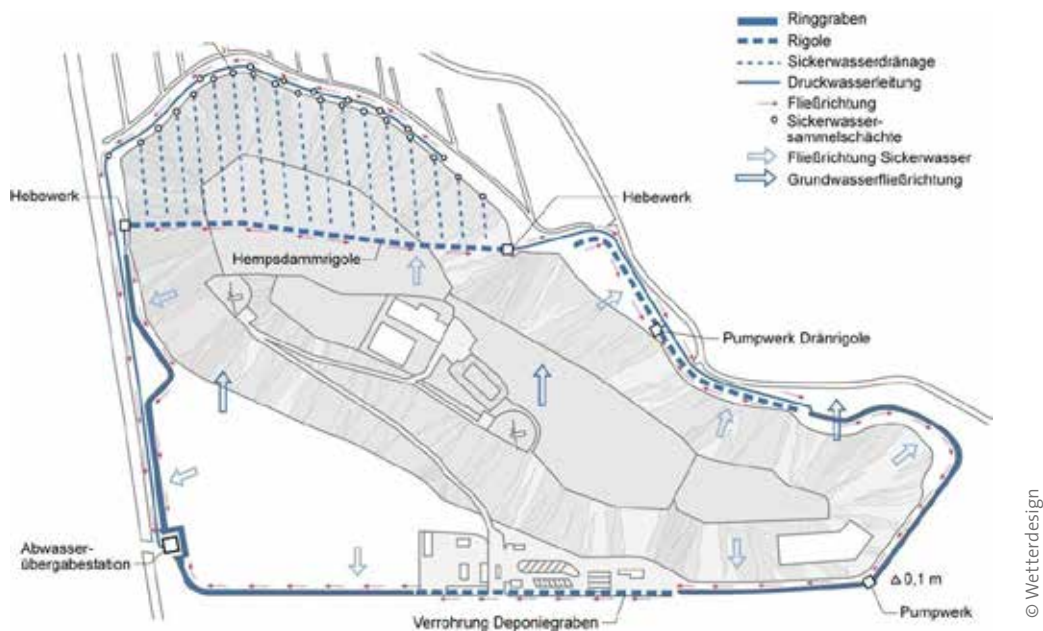 Ringgraben
Rigole
Sickerwasserdränage
Druckwasserleitung
Fließrichtung
Sickerwasser-
sammelschächte
Fließrichtung Sickerwasser
Grundwasserfließrichtung
Hebewerk
Hebewerk
Hempsdammrigole
Pumpwerk Dränrigole
Abwasser-
übergabestation
Δ 0,1 m
Pumpwerk
Verrohrung Deponiegraben
© Wetterdesign